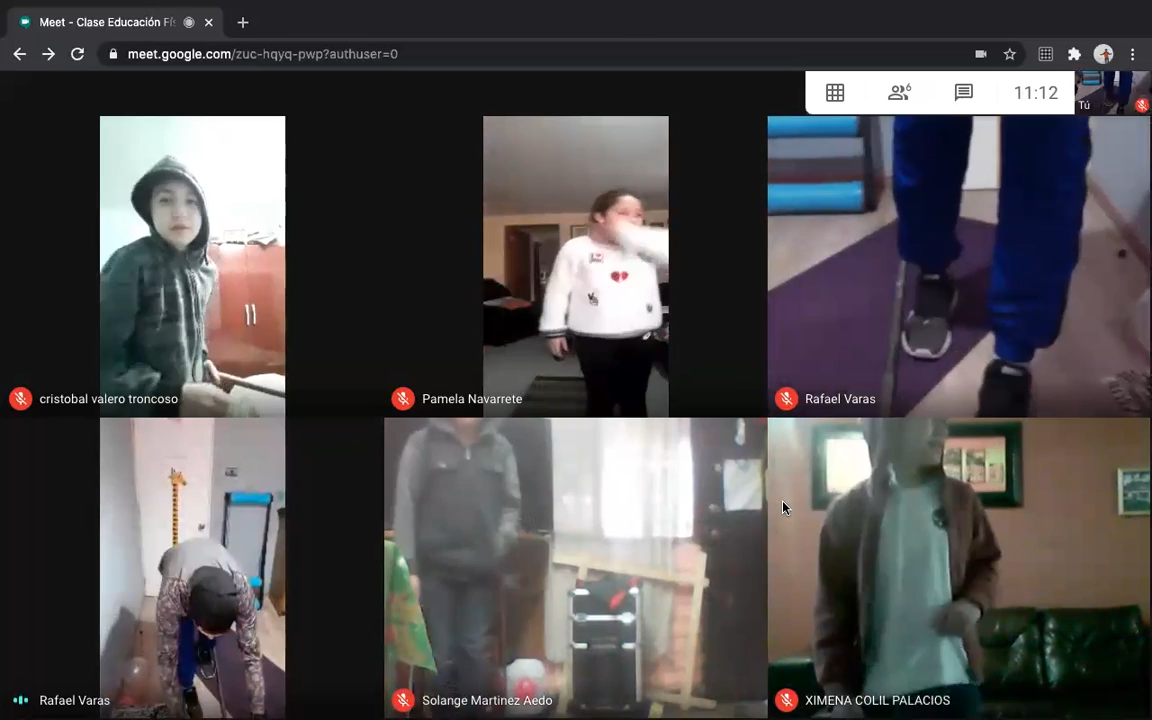 Meet - Clase Educación Fís
meet.google.com/zuc-hqyq-pwp?authuser=0
6
11:12
Tú
cristobal valero troncoso
Pamela Navarrete
Rafael Varas
Rafael Varas
Solange Martinez Aedo
XIMENA COLIL PALACIOS